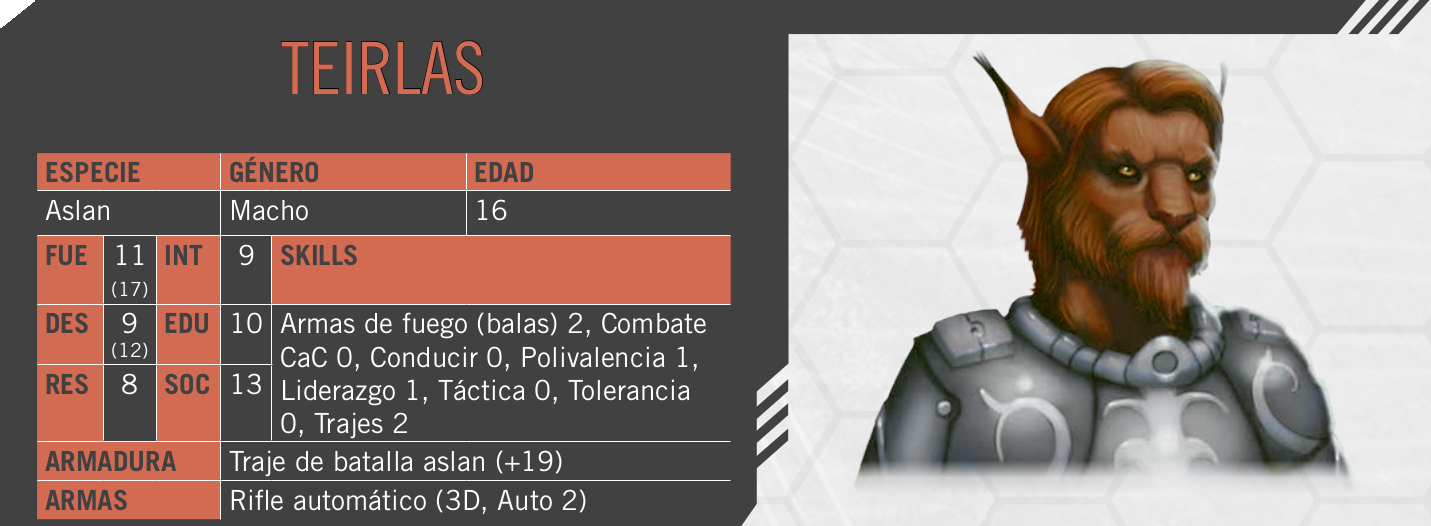 TEIRLAS
ESPECIE GÉNERO EDAD
Aslan Macho 16
FUE 11 INT 9 SKILLS
(17)
DES 9 EDU 10 Armas de fuego (balas) 2, Combate
(12) CaC 0, Conducir 0, Polivalencia 1,
RES 8 SOC 13 Liderazgo 1, Táctica 0, Tolerancia
0, Trajes 2
ARMADURA Traje de batalla aslan (+19)
ARMAS Rifle automático (3D, Auto 2)